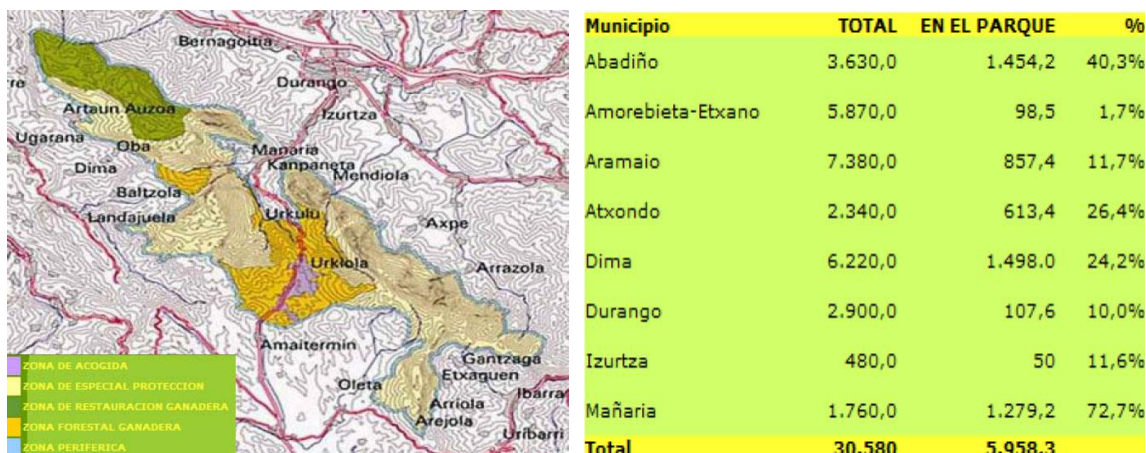 Bernagoitia
Durango
Artaun Auzoa
Izurtza
Ugarana
Oba
Mañaria
Dima
Kanpaneta
Mendiola
Baltzola
Landajuela
Urkulu
Axpe
Urkiola
Arrazola
Amaitermin
Gantzaga
Oleta
Etxaguen
Ibarra
Arriola
Arejola
Uribarri
ZONA DE ACOGIDA
ZONA DE ESPECIAL PROTECCION
ZONA DE RESTAURACION GANADERA
ZONA FORESTAL GANADERA
ZONA PERIFERICA
Municipio TOTAL EN EL PARQUE %
Abadiño 3.630,0 1.454,2 40,3%
Amorebieta-Etxano 5.870,0 98,5 1,7%
Aramaio 7.380,0 857,4 11,7%
Atxondo 2.340,0 613,4 26,4%
Dima 6.220,0 1.498.0 24,2%
Durango 2.900,0 107,6 10,0%
Izurtza 480,0 50 11,6%
Mañaria 1.760,0 1.279,2 72,7%
Total 30.580 5.958,3